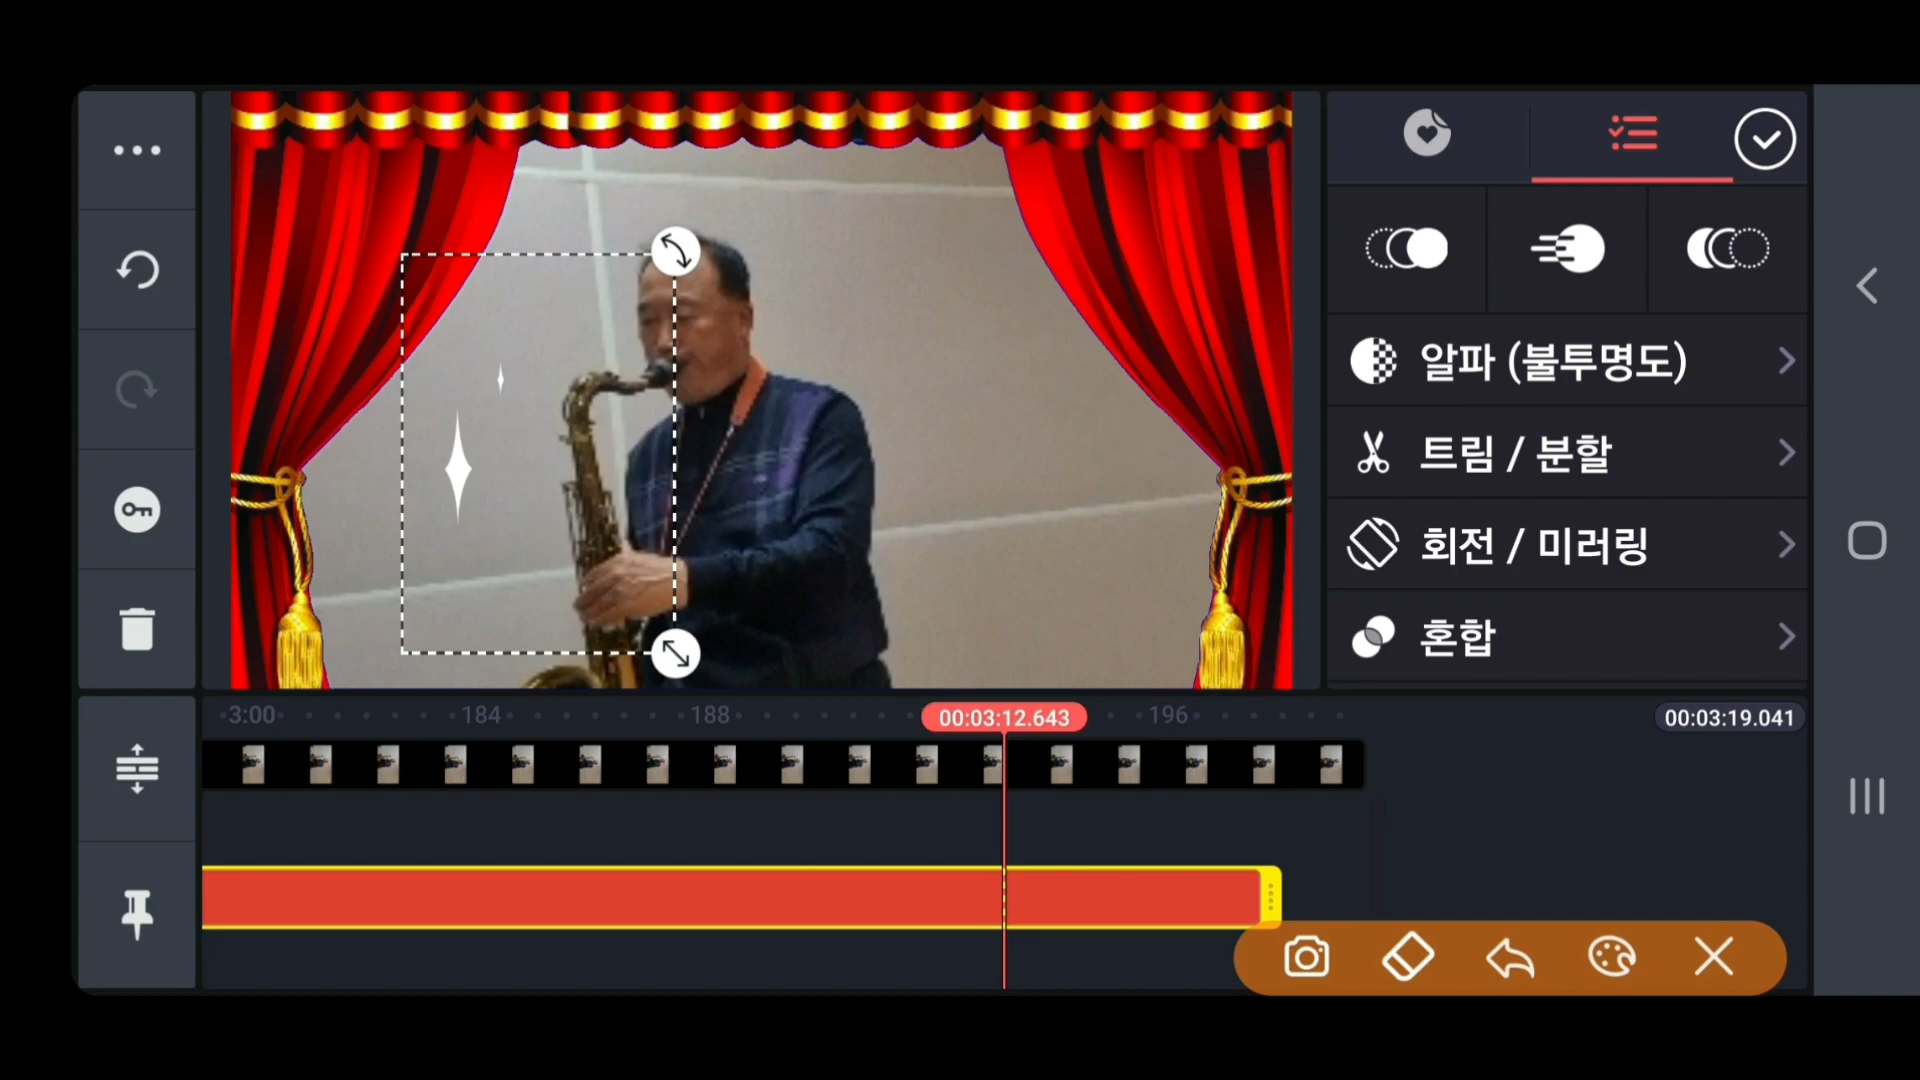 알파 (불투명도)
트림 / 분할
회전 / 미러링
혼합
3:00 184 188 00:03:12.643 196 00:03:19.041